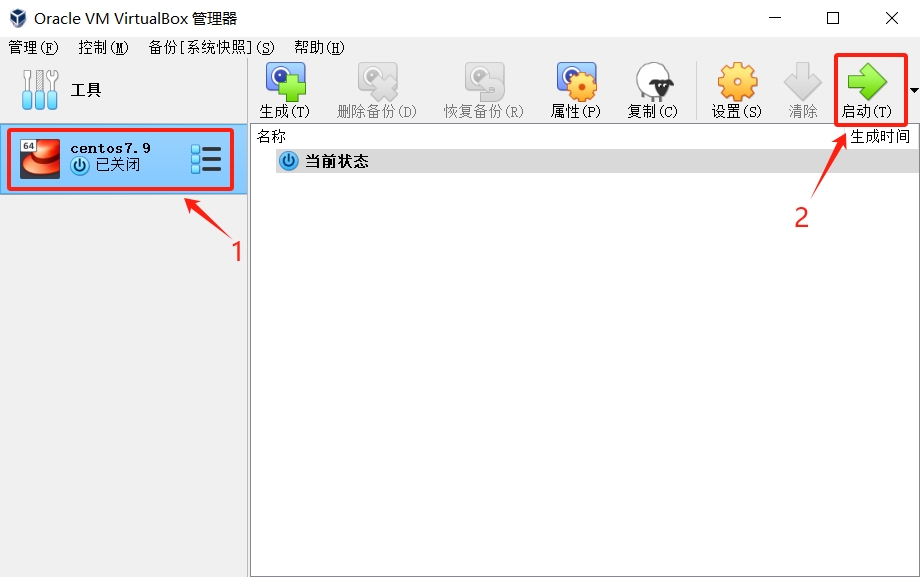 Oracle VM VirtualBox 管理器
管理(F) 控制(M) 备份[系统快照](S) 帮助(H)
工具
生成(T) 删除备份(D) 恢复备份(R) 属性(P) 复制(C) 设置(S) 清除 启动(T)
名称 生成时间
64
centos7.9
已关闭
当前状态
1
2